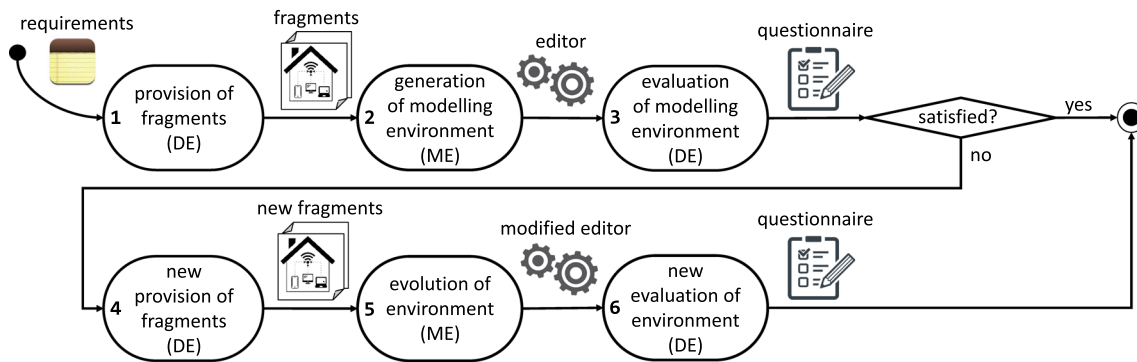 requirements
fragments
editor
questionnaire
1
provision of
fragments
(DE)
2
generation
of modelling
environment
(ME)
3
evaluation
of modelling
environment
(DE)
satisfied?
yes
no
new fragments
modified editor
questionnaire
4
new
provision of
fragments
(DE)
5
evolution of
environment
(ME)
6
new
evaluation of
environment
(DE)